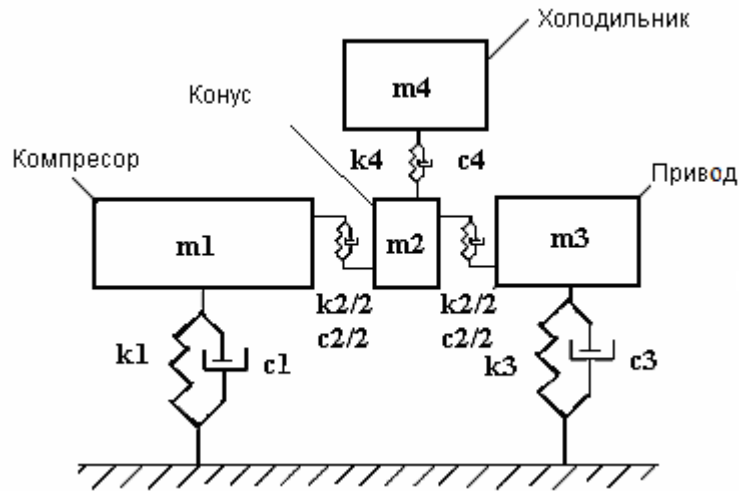 Холодильник
m4
Конус
k4 c4
Компресор
Привод
m1
m2
m3
k2/2
c2/2
k2/2
c2/2
k1
c1
k3
c3